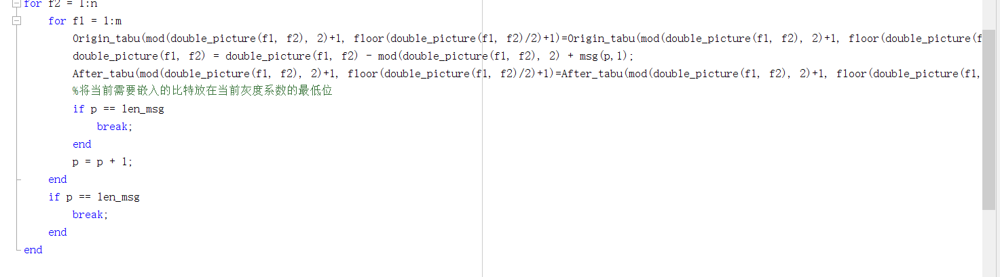 for f2 = 1:n
for f1 = 1:m
Origin_tabu(mod(double_picture(f1, f2), 2)+1, floor(double_picture(f1, f2)/2)+1)=Origin_tabu(mod(double_picture(f1, f2), 2)+1, floor(double_picture(f
double_picture(f1, f2) = double_picture(f1, f2) - mod(double_picture(f1, f2), 2) + msg(p,1);
After_tabu(mod(double_picture(f1, f2), 2)+1, floor(double_picture(f1, f2)/2)+1)=After_tabu(mod(double_picture(f1, f2), 2)+1, floor(double_picture(f1,
%将当前需要嵌入的比特放在当前灰度系数的最低位
if p == len_msg
break;
end
p = p + 1;
end
if p == len_msg
break;
end
end